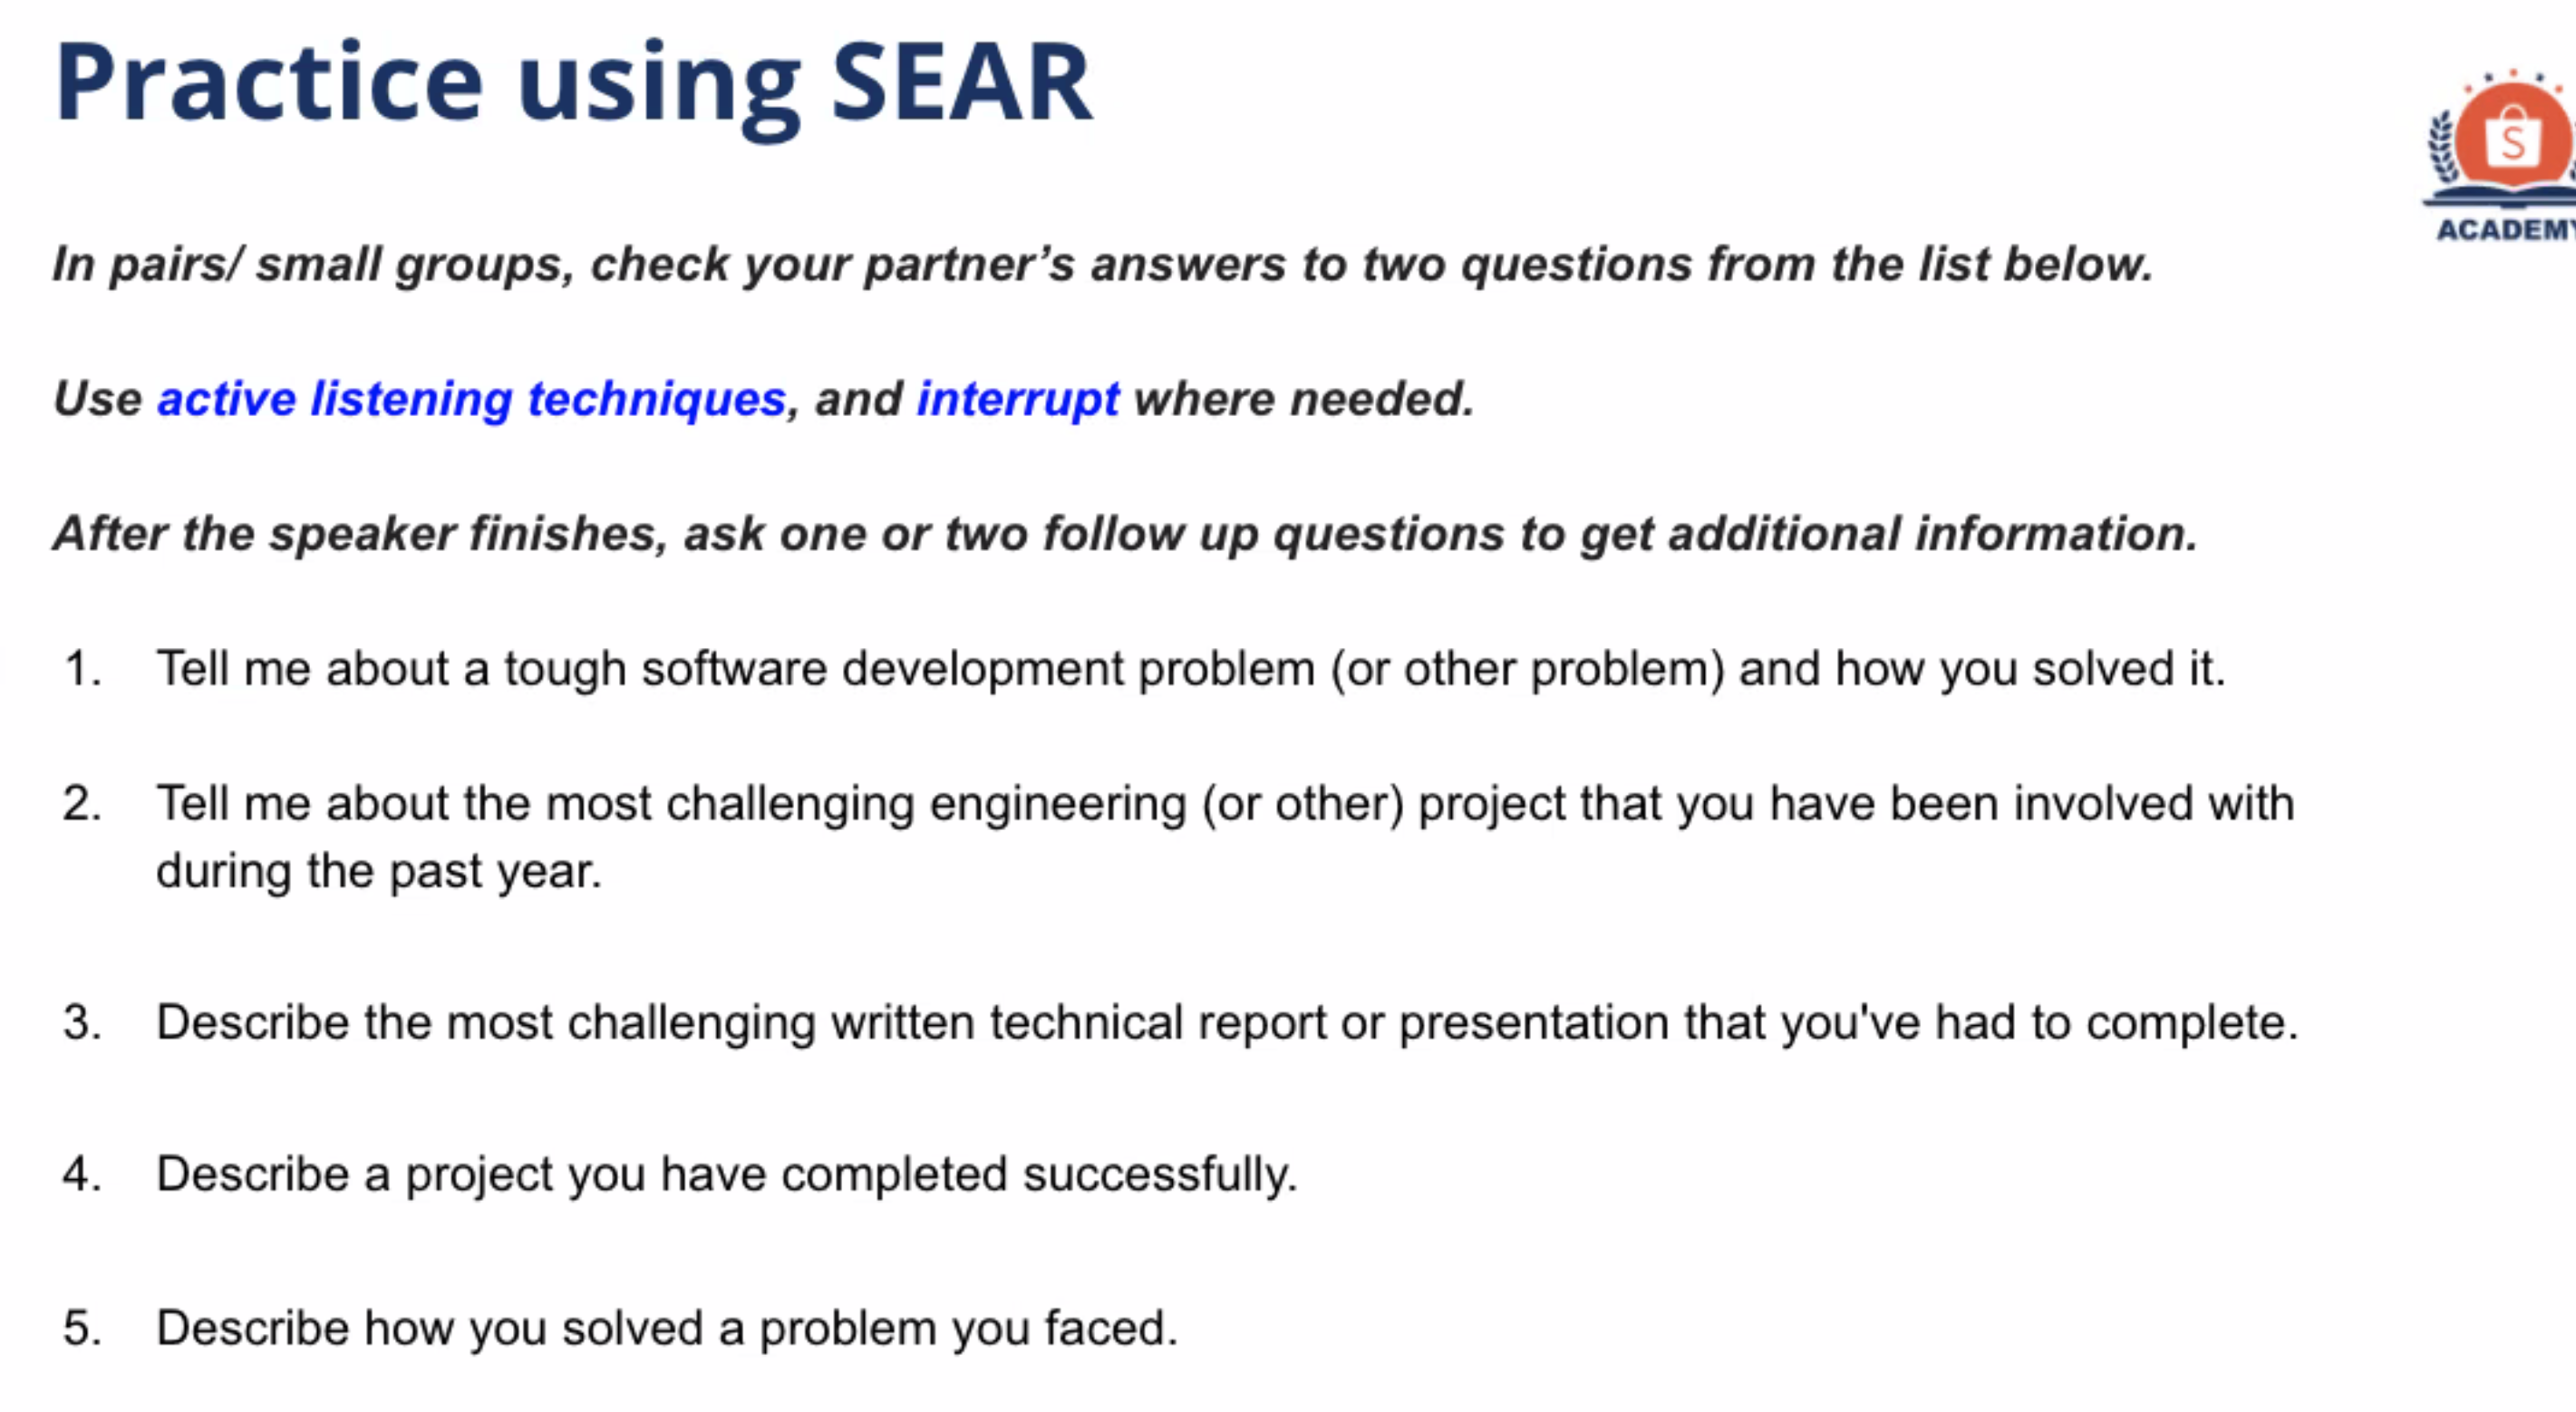 Practice using SEAR
ACADEMY
In pairs/ small groups, check your partner’s answers to two questions from the list below.
Use active listening techniques, and interrupt where needed.
After the speaker finishes, ask one or two follow up questions to get additional information.
1. Tell me about a tough software development problem (or other problem) and how you solved it.
2. Tell me about the most challenging engineering (or other) project that you have been involved with
during the past year.
3. Describe the most challenging written technical report or presentation that you've had to complete.
4. Describe a project you have completed successfully.
5. Describe how you solved a problem you faced.